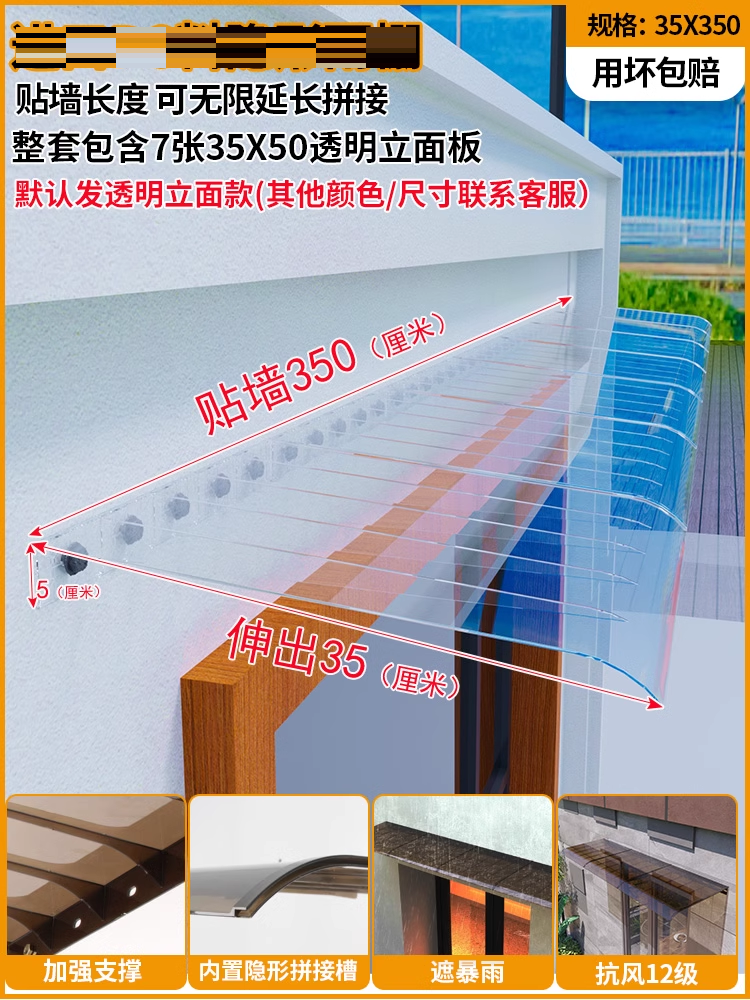 规格: 35X350
用坏包赔
贴墙长度 可无限延长拼接
整套包含7张35X50透明立面板
默认发透明立面款(其他颜色/尺寸联系客服)
贴墙350（厘米）
5（厘米）
伸出35（厘米）
加强支撑
内置隐形拼接槽
遮暴雨
抗风12级